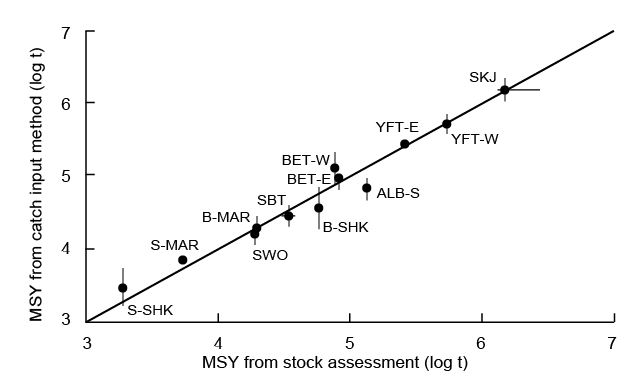 7
SKJ
6
YFT-E
YFT-W
BET-W
5
BET-E
ALB-S
SBT
B-MAR
B-SHK
4
S-MAR
SWO
S-SHK
3
3 4 5 6 7
MSY from stock assessment (log t)
MSY from catch input method (log t)